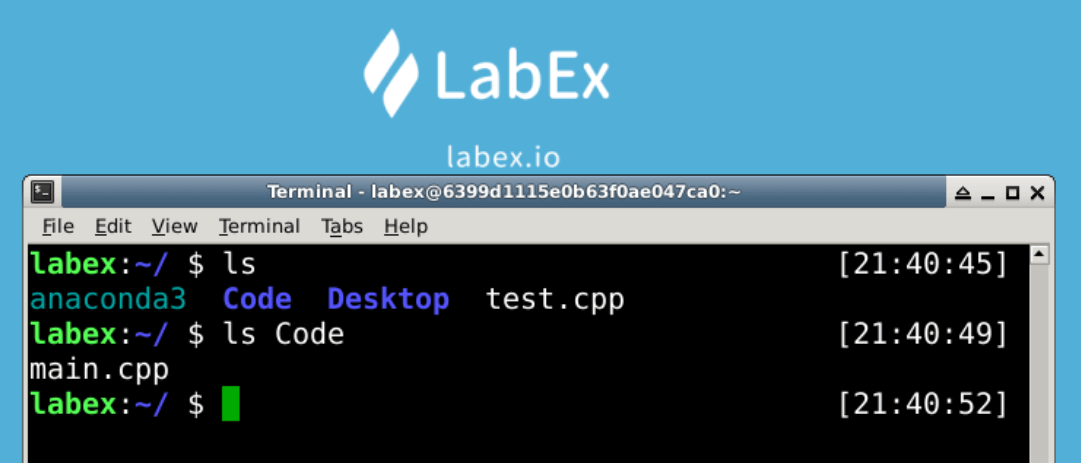 LabEx
labex.io
Terminal - labex@6399d1115e0b63f0ae047ca0:~
File Edit View Terminal Tabs Help
labex:~/ $ ls [21:40:45]
anaconda3 Code Desktop test.cpp
labex:~/ $ ls Code [21:40:49]
main.cpp
labex:~/ $ [21:40:52]